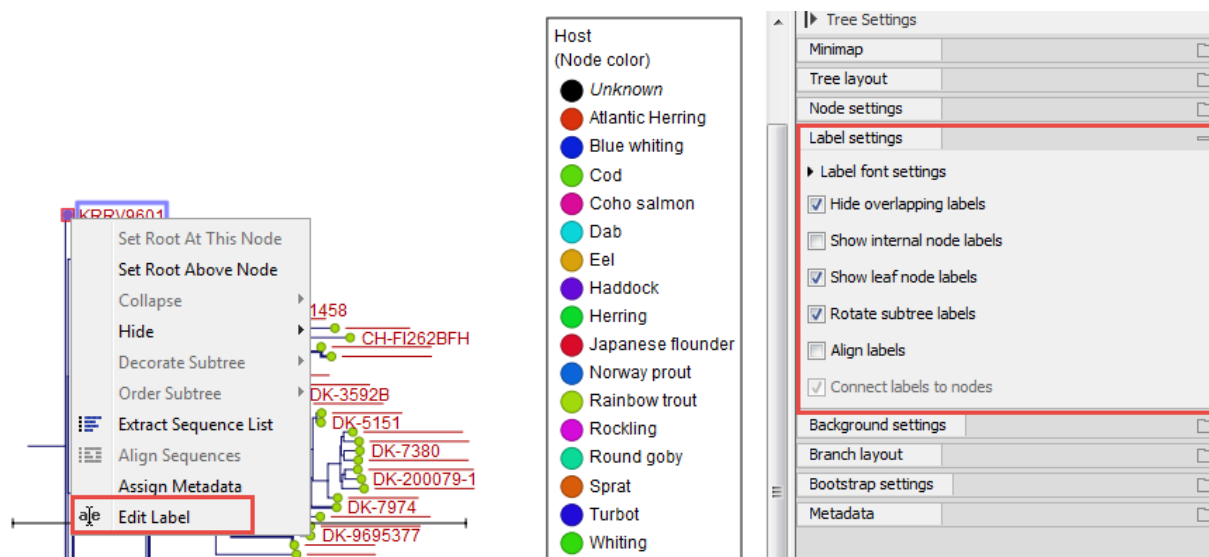 KRRV9601
Set Root At This Node
Set Root Above Node
Collapse
Hide
Decorate Subtree
Order Subtree
Extract Sequence List
Align Sequences
Assign Metadata
Edit Label
1458
CH-FI262BFH
DK-3592B
DK-5151
DK-7380
DK-200079-1
DK-7974
DK-9695377
Host
(Node color)
Unknown
Atlantic Herring
Blue whiting
Cod
Coho salmon
Dab
Eel
Haddock
Herring
Japanese flounder
Norway prout
Rainbow trout
Rockling
Round goby
Sprat
Turbot
Whiting
Tree Settings
Minimap
Tree layout
Node settings
Label settings
Label font settings
Hide overlapping labels
Show internal node labels
Show leaf node labels
Rotate subtree labels
Align labels
Connect labels to nodes
Background settings
Branch layout
Bootstrap settings
Metadata